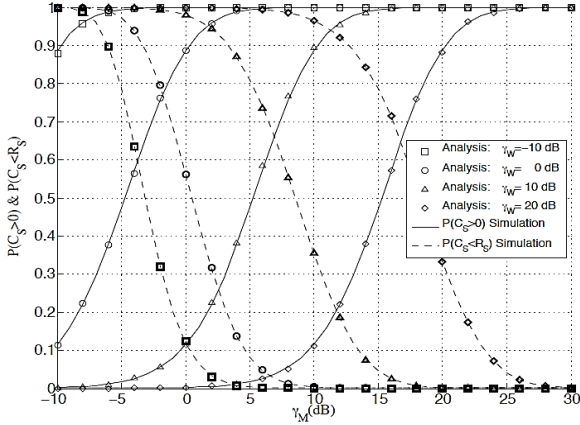 P(C_S>0) & P(C_S<R_S)
1
0.9
0.8
0.7
0.6
0.5
0.4
0.3
0.2
0.1
0
Analysis: γ_W=−10 dB
Analysis: γ_W= 0 dB
Analysis: γ_W= 10 dB
Analysis: γ_W= 20 dB
P(C_S>0) Simulation
P(C_S<R_S) Simulation
−10 −5 0 5 10 15 20 25 30
γ_M(dB)